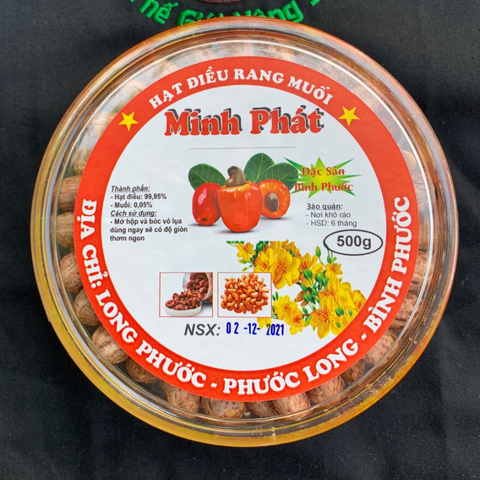 Thế Giới
HẠT ĐIỀU RANG MUỐI
Minh Phát
Đặc Sản
Bình Phước
Thành phần:
- Hạt điều: 99,95%
- Muối: 0,05%
Cách sử dụng:
- Mở hộp và bóc vỏ lụa
dùng ngay sẽ có độ giòn
thơm ngon
Bảo quản:
- Nơi khô ráo
- HSD: 6 tháng
500g
NSX: 02-12-2021
ĐỊA CHỈ: LONG PHƯỚC - PHƯỚC LONG - BÌNH PHƯỚC